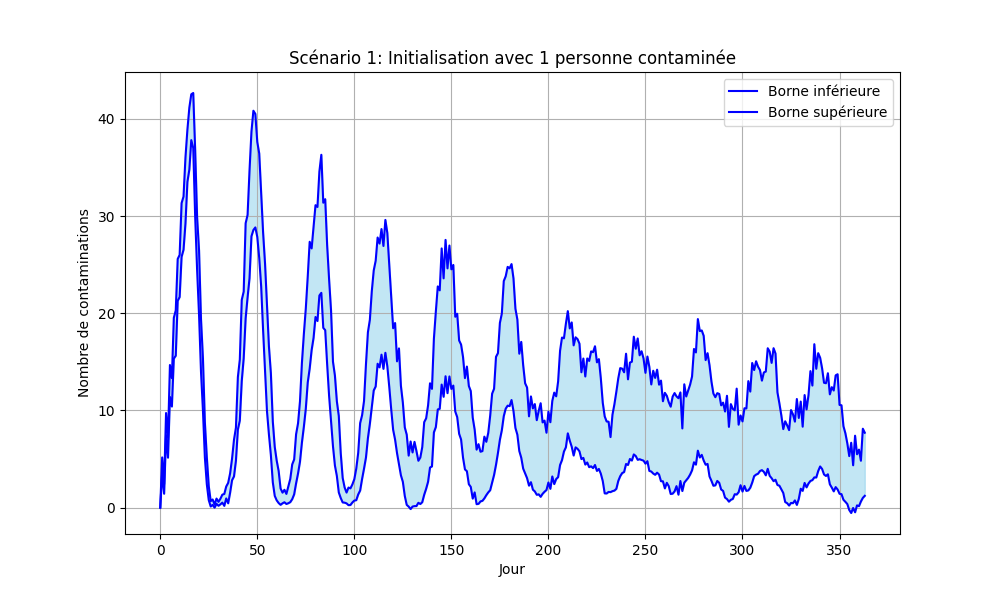 Scénario 1: Initialisation avec 1 personne contaminée
Borne inférieure
Borne supérieure
Nombre de contaminations
40
30
20
10
0
0 50 100 150 200 250 300 350
Jour